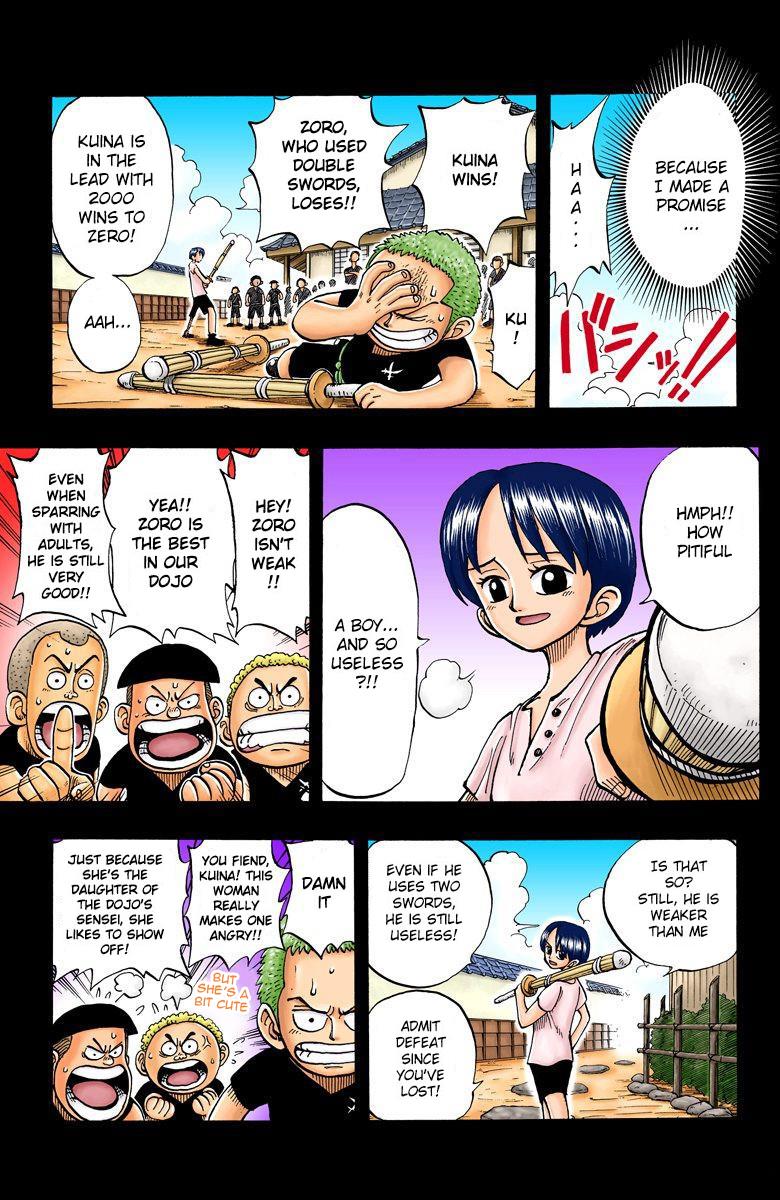 BECAUSE
I MADE A
PROMISE
...
HAA...
バシッ!!
KUINA
WINS!
ZORO,
WHO USED
DOUBLE
SWORDS,
LOSES!!
KUINA IS
IN THE
LEAD WITH
2000
WINS TO
ZERO!
KU
!
AAH...
HMPH!!
HOW
PITIFUL
A BOY...
AND SO
USELESS
?!!
HEY!
ZORO
ISN'T
WEAK
!!
YEA!!
ZORO IS
THE BEST
IN OUR
DOJO
EVEN
WHEN
SPARRING
WITH
ADULTS,
HE IS STILL
VERY
GOOD!!
IS THAT
SO?
STILL, HE IS
WEAKER
THAN ME
EVEN IF HE
USES TWO
SWORDS,
HE IS STILL
USELESS!
ADMIT
DEFEAT
SINCE
YOU'VE
LOST!
DAMN
IT
YOU FIEND,
KUINA! THIS
WOMAN
REALLY
MAKES ONE
ANGRY!!
JUST BECAUSE
SHE'S THE
DAUGHTER OF
THE DOJO'S
SENSEI, SHE
LIKES TO SHOW
OFF!
BUT
SHE'S A
BIT CUTE